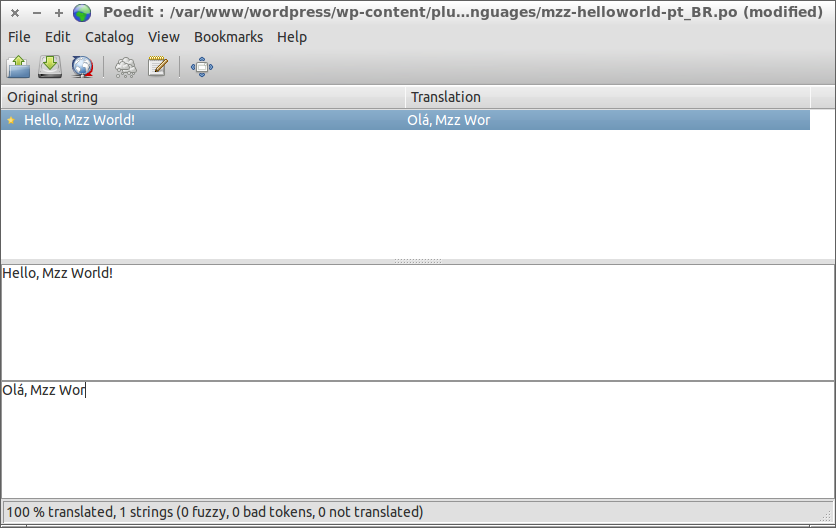 Poedit : /var/www/wordpress/wp-content/plu...nguages/mzz-helloworld-pt_BR.po (modified)
File Edit Catalog View Bookmarks Help
Original string Translation
Hello, Mzz World! Olá, Mzz Wor
Hello, Mzz World!
Olá, Mzz Wor
100 % translated, 1 strings (0 fuzzy, 0 bad tokens, 0 not translated)